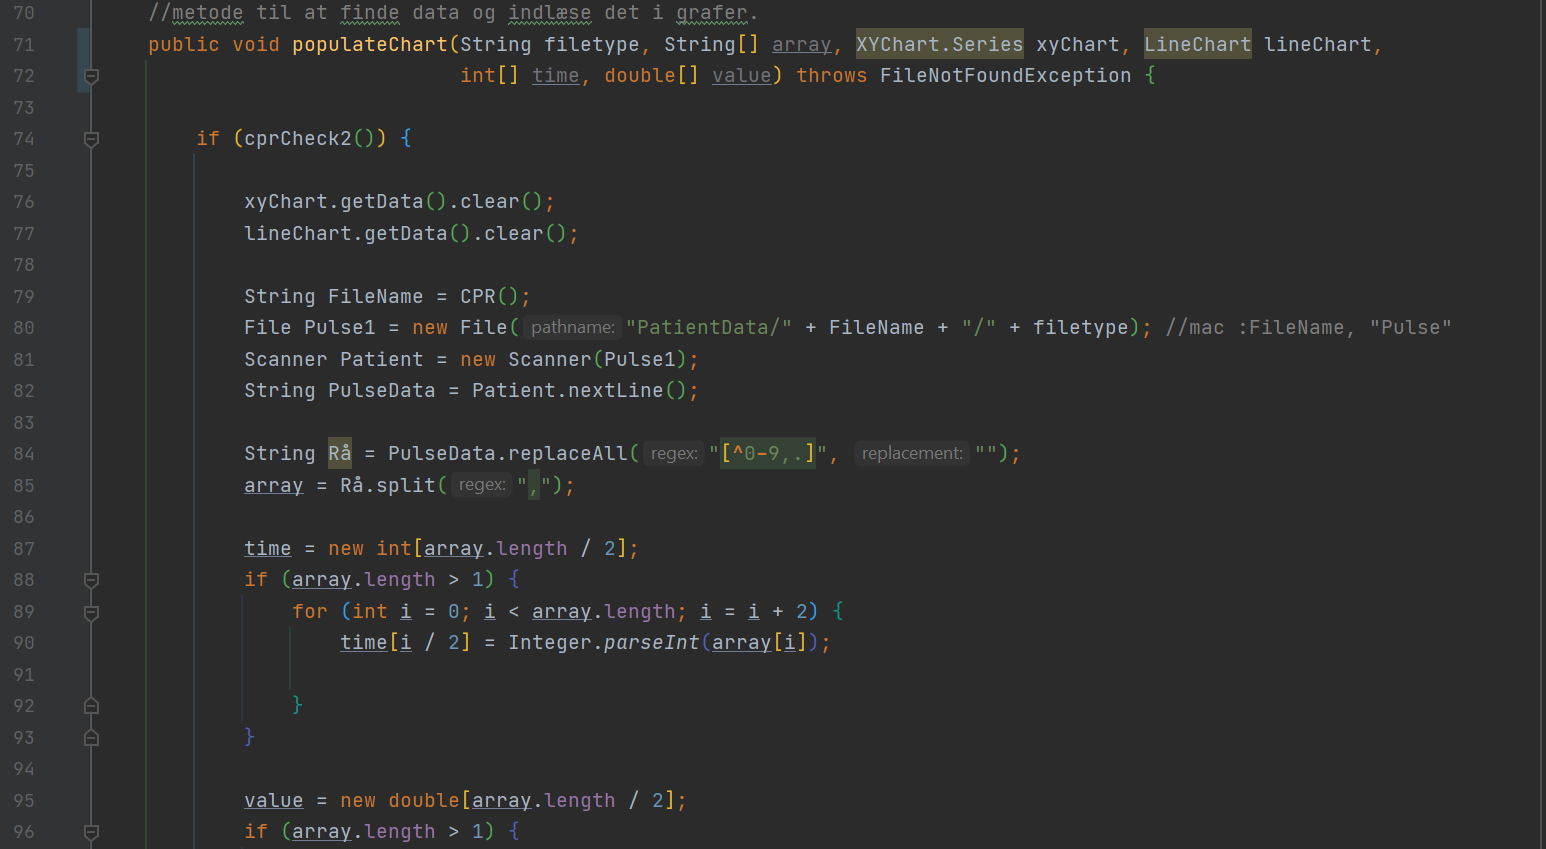 70 //metode til at finde data og indlæse det i grafer.
71 public void populateChart(String filetype, String[] array, XYChart.Series xyChart, LineChart lineChart,
72 int[] time, double[] value) throws FileNotFoundException {
73
74 if (cprCheck2()) {
75
76 xyChart.getData().clear();
77 lineChart.getData().clear();
78
79 String FileName = CPR();
80 File Pulse1 = new File( pathname: "PatientData/" + FileName + "/" + filetype); //mac :FileName, "Pulse"
81 Scanner Patient = new Scanner(Pulse1);
82 String PulseData = Patient.nextLine();
83
84 String Rå = PulseData.replaceAll( regex: "[^0-9,.]", replacement: "");
85 array = Rå.split( regex: ",");
86
87 time = new int[array.length / 2];
88 if (array.length > 1) {
89 for (int i = 0; i < array.length; i = i + 2) {
90 time[i / 2] = Integer.parseInt(array[i]);
91
92 }
93 }
94
95 value = new double[array.length / 2];
96 if (array.length > 1) {